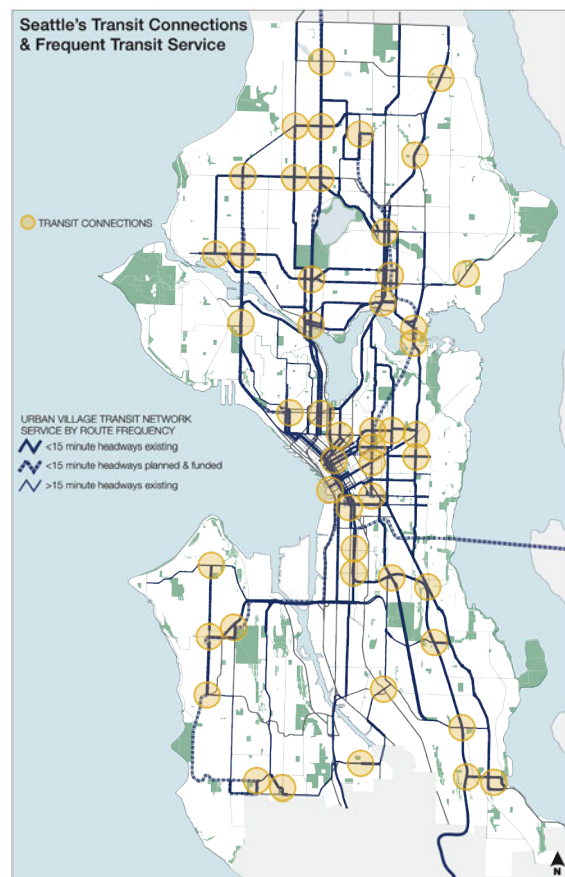 Seattle's Transit Connections
& Frequent Transit Service
TRANSIT CONNECTIONS
URBAN VILLAGE TRANSIT NETWORK
SERVICE BY ROUTE FREQUENCY
<15 minute headways existing
<15 minute headways planned & funded
>15 minute headways existing
N